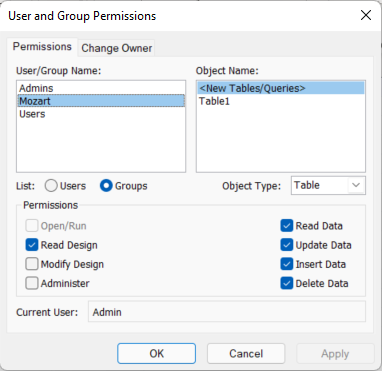 User and Group Permissions
Permissions Change Owner
User/Group Name: Object Name:
Admins <New Tables/Queries>
Mozart Table1
Users
List: Users Groups Object Type: Table
Permissions
Open/Run Read Data
Read Design Update Data
Modify Design Insert Data
Administer Delete Data
Current User: Admin
OK Cancel Apply